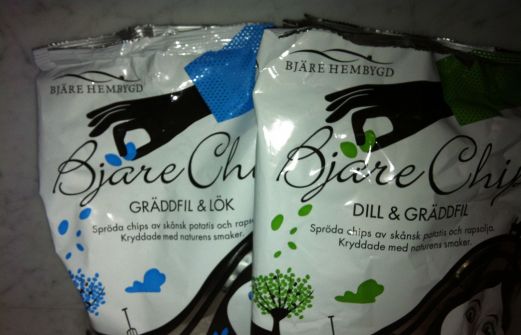 BJÄRE HEMBYGD
Bjäre Ch
GRÄDDFIL & LÖK
Spröda chips av skånsk potatis och rapsolja.
Kryddade med naturens smaker.
BJÄRE HEMBYGD
Bjäre Chip
DILL & GRÄDDFIL
Spröda chips av skånsk potatis och rapsolja.
Kryddade med naturens smaker.